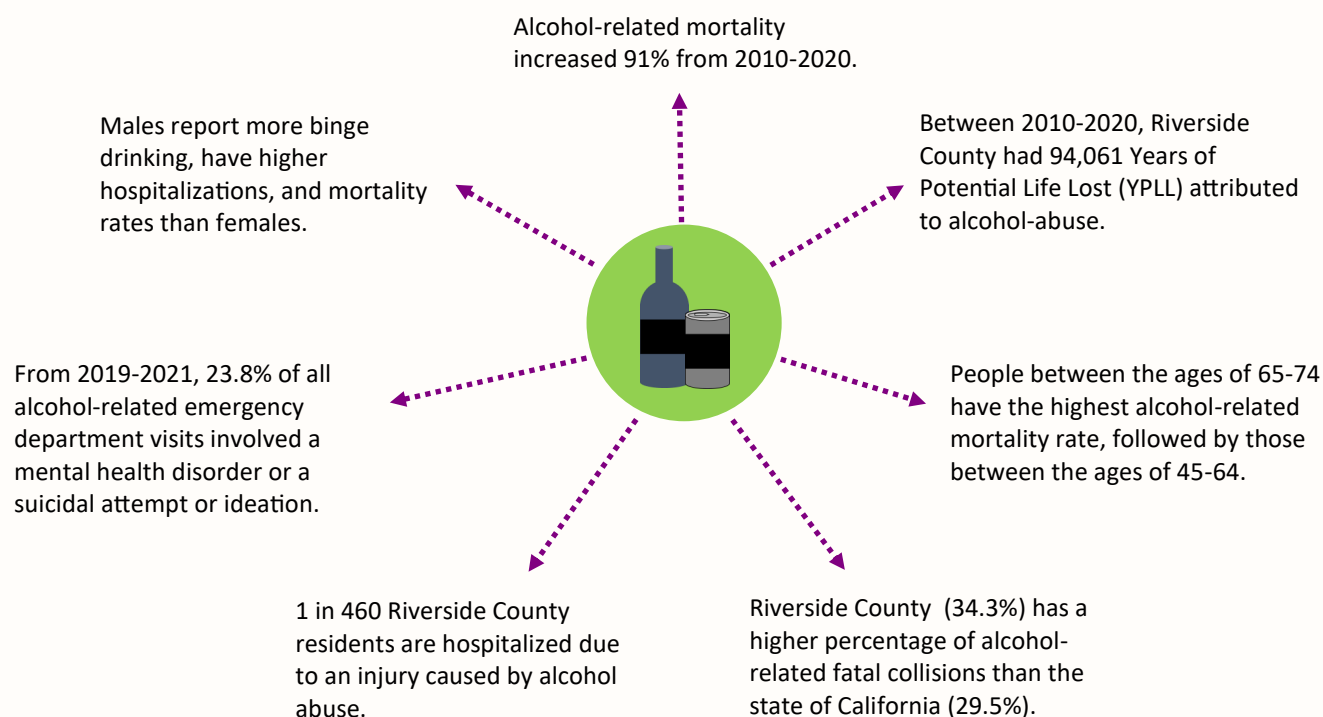 Alcohol-related mortality
increased 91% from 2010-2020.
Males report more binge
drinking, have higher
hospitalizations, and mortality
rates than females.
Between 2010-2020, Riverside
County had 94,061 Years of
Potential Life Lost (YPLL) attributed
to alcohol-abuse.
From 2019-2021, 23.8% of all
alcohol-related emergency
department visits involved a
mental health disorder or a
suicidal attempt or ideation.
People between the ages of 65-74
have the highest alcohol-related
mortality rate, followed by those
between the ages of 45-64.
1 in 460 Riverside County
residents are hospitalized due
to an injury caused by alcohol
abuse.
Riverside County (34.3%) has a
higher percentage of alcohol-
related fatal collisions than the
state of California (29.5%).